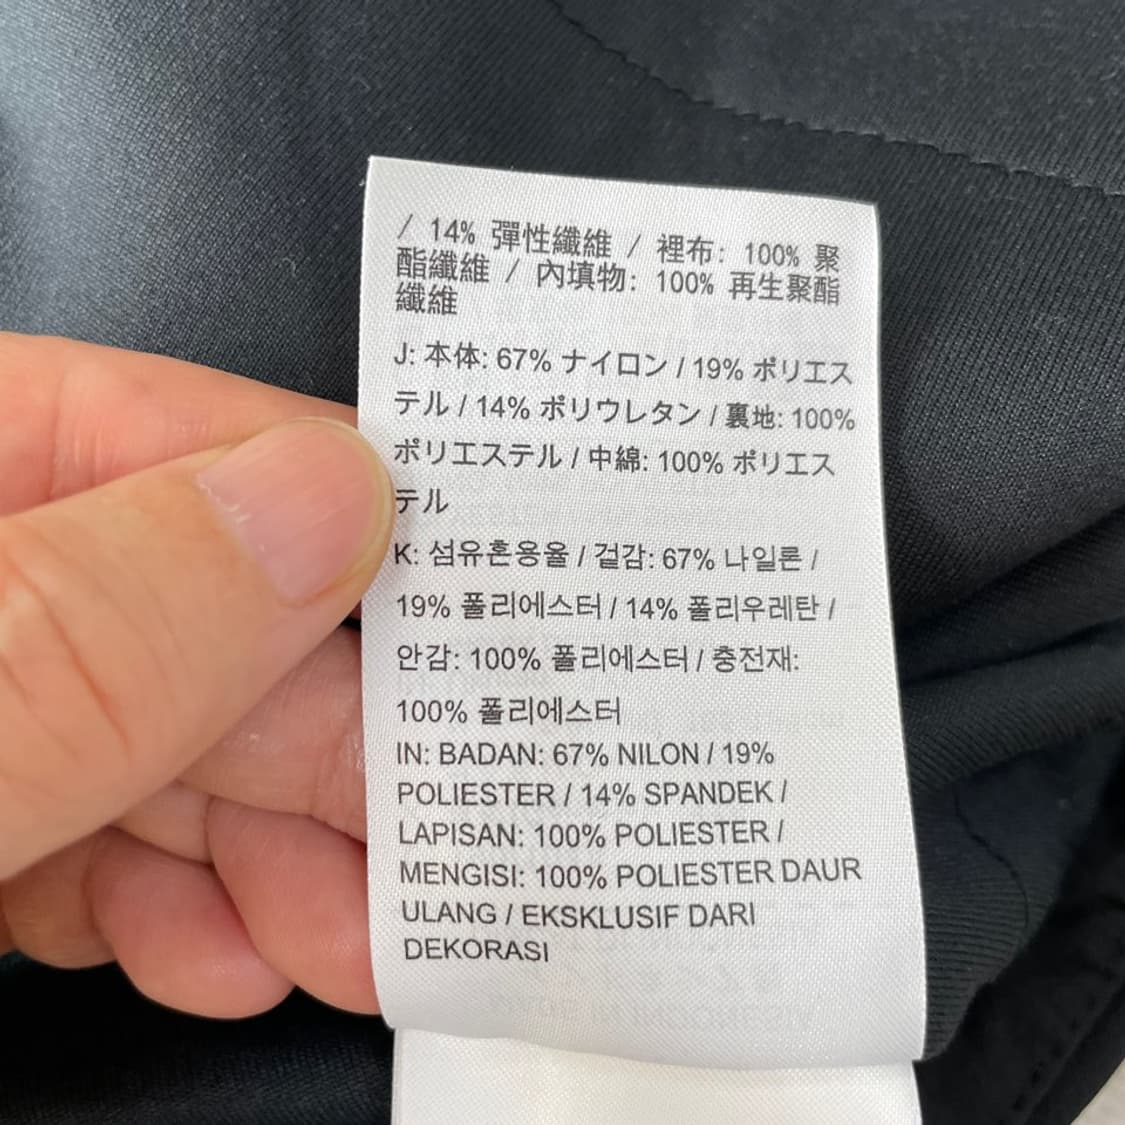 / 14% 彈性纖維 / 裡布: 100% 聚
酯纖維 / 內填物: 100% 再生聚酯
纖維
J: 本体: 67% ナイロン / 19% ポリエス
テル / 14% ポリウレタン / 裏地: 100%
ポリエステル / 中綿: 100% ポリエス
テル
K: 섬유혼용율 / 겉감: 67% 나일론 /
19% 폴리에스터 / 14% 폴리우레탄 /
안감: 100% 폴리에스터 / 충전재:
100% 폴리에스터
IN: BADAN: 67% NILON / 19%
POLIESTER / 14% SPANDEK /
LAPISAN: 100% POLIESTER /
MENGISI: 100% POLIESTER DAUR
ULANG / EKSKLUSIF DARI
DEKORASI